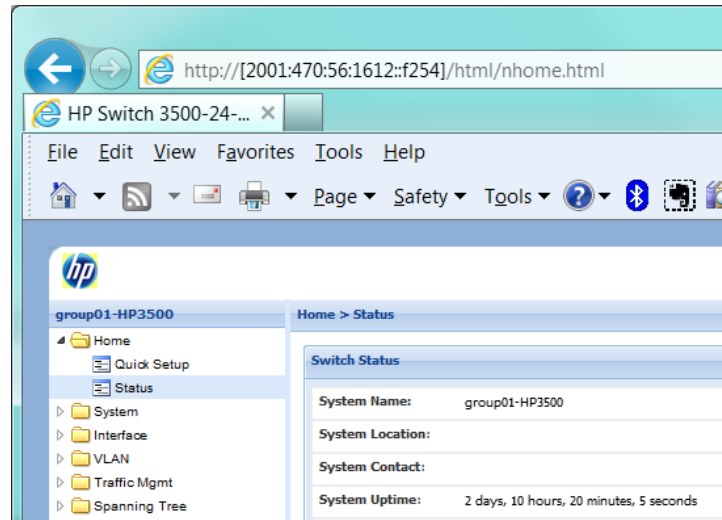 http://[2001:470:56:1612::f254]/html/nhome.html
HP Switch 3500-24-...
File Edit View Favorites Tools Help
Page Safety Tools
hp
group01-HP3500
Home > Status
Home
Quick Setup
Status
System
Interface
VLAN
Traffic Mgmt
Spanning Tree
Switch Status
System Name: group01-HP3500
System Location:
System Contact:
System Uptime: 2 days, 10 hours, 20 minutes, 5 seconds